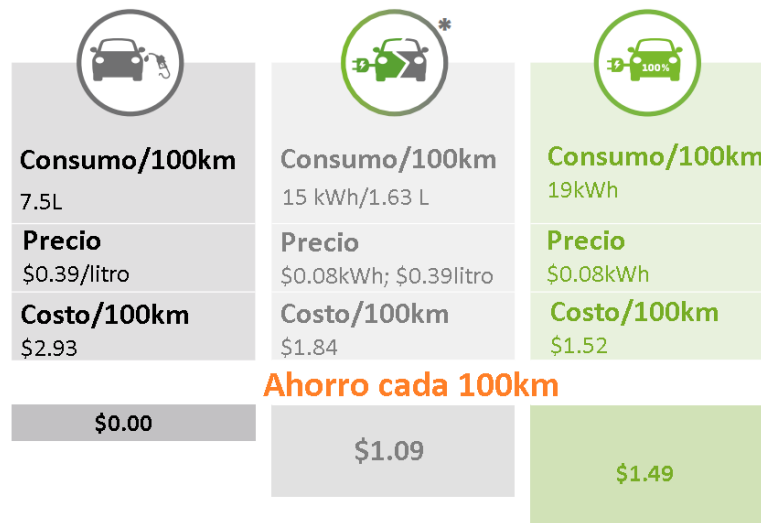 *
100%
Consumo/100km
7.5L
Precio
$0.39/litro
Costo/100km
$2.93
Consumo/100km
15 kWh/1.63 L
Precio
$0.08kWh; $0.39litro
Costo/100km
$1.84
Consumo/100km
19kWh
Precio
$0.08kWh
Costo/100km
$1.52
Ahorro cada 100km
$0.00
$1.09
$1.49